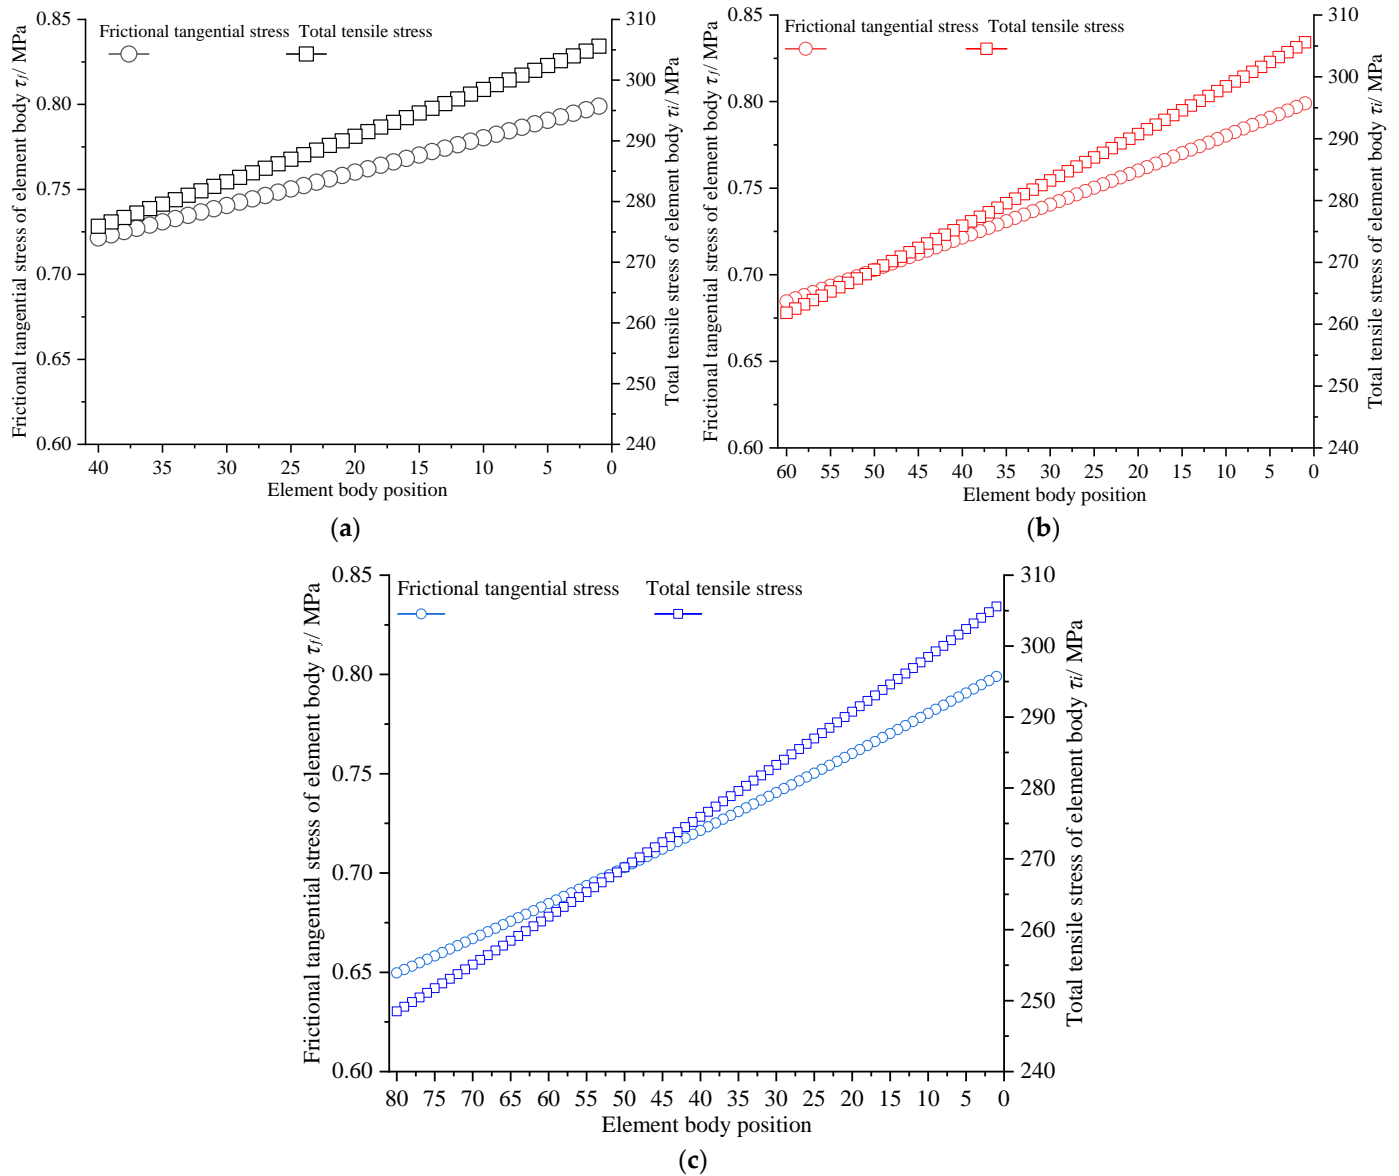 Frictional tangential stress Total tensile stress
Frictional tangential stress of element body τf/ MPa
0.85
0.80
0.75
0.70
0.65
0.60
310
300
290
280
270
260
250
240
Total tensile stress of element body τi/ MPa
40 35 30 25 20 15 10 5 0
Element body position
(a)
Frictional tangential stress Total tensile stress
Frictional tangential stress of element body τf/ MPa
0.85
0.80
0.75
0.70
0.65
0.60
310
300
290
280
270
260
250
240
Total tensile stress of element body τi/ MPa
60 55 50 45 40 35 30 25 20 15 10 5 0
Element body position
(b)
Frictional tangential stress Total tensile stress
Frictional tangential stress of element body τf/ MPa
0.85
0.80
0.75
0.70
0.65
0.60
310
300
290
280
270
260
250
240
Total tensile stress of element body τi/ MPa
80 75 70 65 60 55 50 45 40 35 30 25 20 15 10 5 0
Element body position
(c)